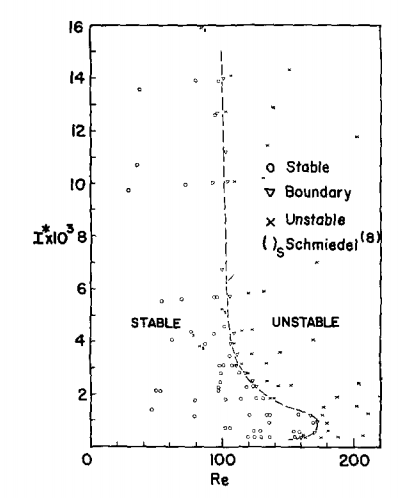 16
14
12
10
8
6
4
2
I*x10³
0
100
200
Re
STABLE
UNSTABLE
o Stable
▽ Boundary
x Unstable
( )S Schmiedel (8)